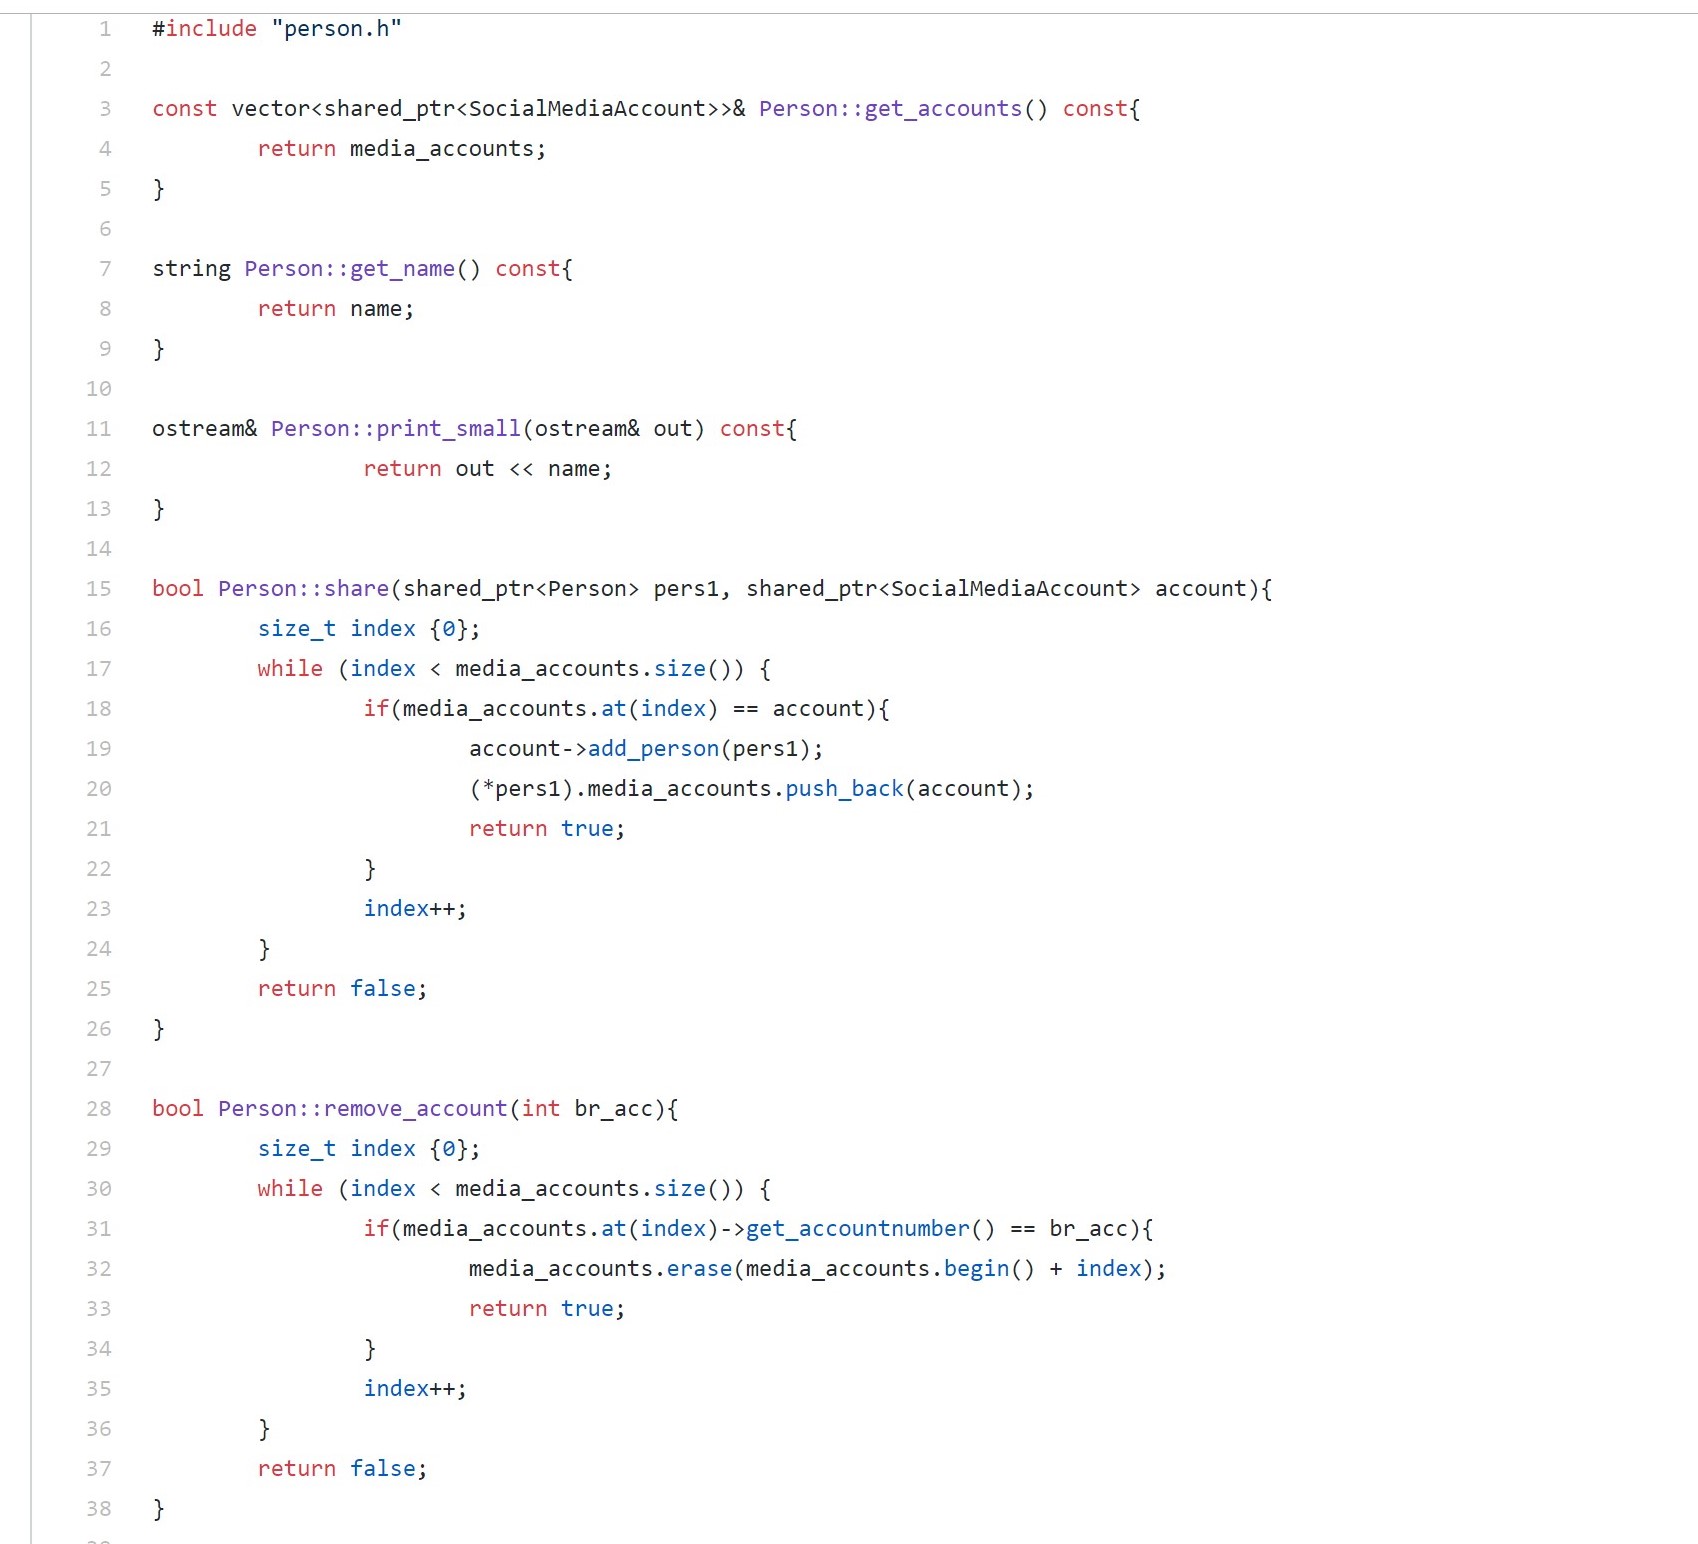 1 #include "person.h"
2
3 const vector<shared_ptr<SocialMediaAccount>>& Person::get_accounts() const{
4 return media_accounts;
5 }
6
7 string Person::get_name() const{
8 return name;
9 }
10
11 ostream& Person::print_small(ostream& out) const{
12 return out << name;
13 }
14
15 bool Person::share(shared_ptr<Person> pers1, shared_ptr<SocialMediaAccount> account){
16 size_t index {0};
17 while (index < media_accounts.size()) {
18 if(media_accounts.at(index) == account){
19 account->add_person(pers1);
20 (*pers1).media_accounts.push_back(account);
21 return true;
22 }
23 index++;
24 }
25 return false;
26 }
27
28 bool Person::remove_account(int br_acc){
29 size_t index {0};
30 while (index < media_accounts.size()) {
31 if(media_accounts.at(index)->get_accountnumber() == br_acc){
32 media_accounts.erase(media_accounts.begin() + index);
33 return true;
34 }
35 index++;
36 }
37 return false;
38 }